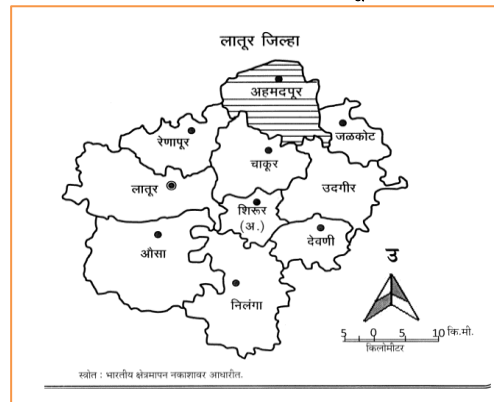 लातूर जिल्हा
अहमदपूर
रेणापूर
जळकोट
चाकूर
लातूर
उदगीर
शिरूर
(अ.)
देवणी
औसा
निलंगा
उ
5 0 5 10 कि.मी.
किलोमीटर
स्त्रोत : भारतीय क्षेत्रमापन नकाशावर आधारीत.